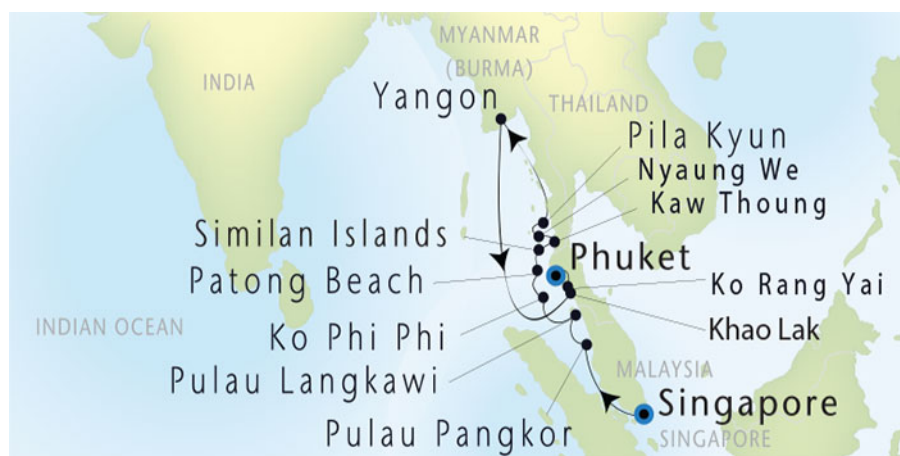 MYANMAR
(BURMA)
INDIA
Yangon
THAILAND
Pila Kyun
Nyaung We
Kaw Thoung
Similan Islands
Phuket
Patong Beach
Ko Rang Yai
INDIAN OCEAN
Ko Phi Phi
Khao Lak
Pulau Langkawi
MALAYSIA
Singapore
Pulau Pangkor
SINGAPORE